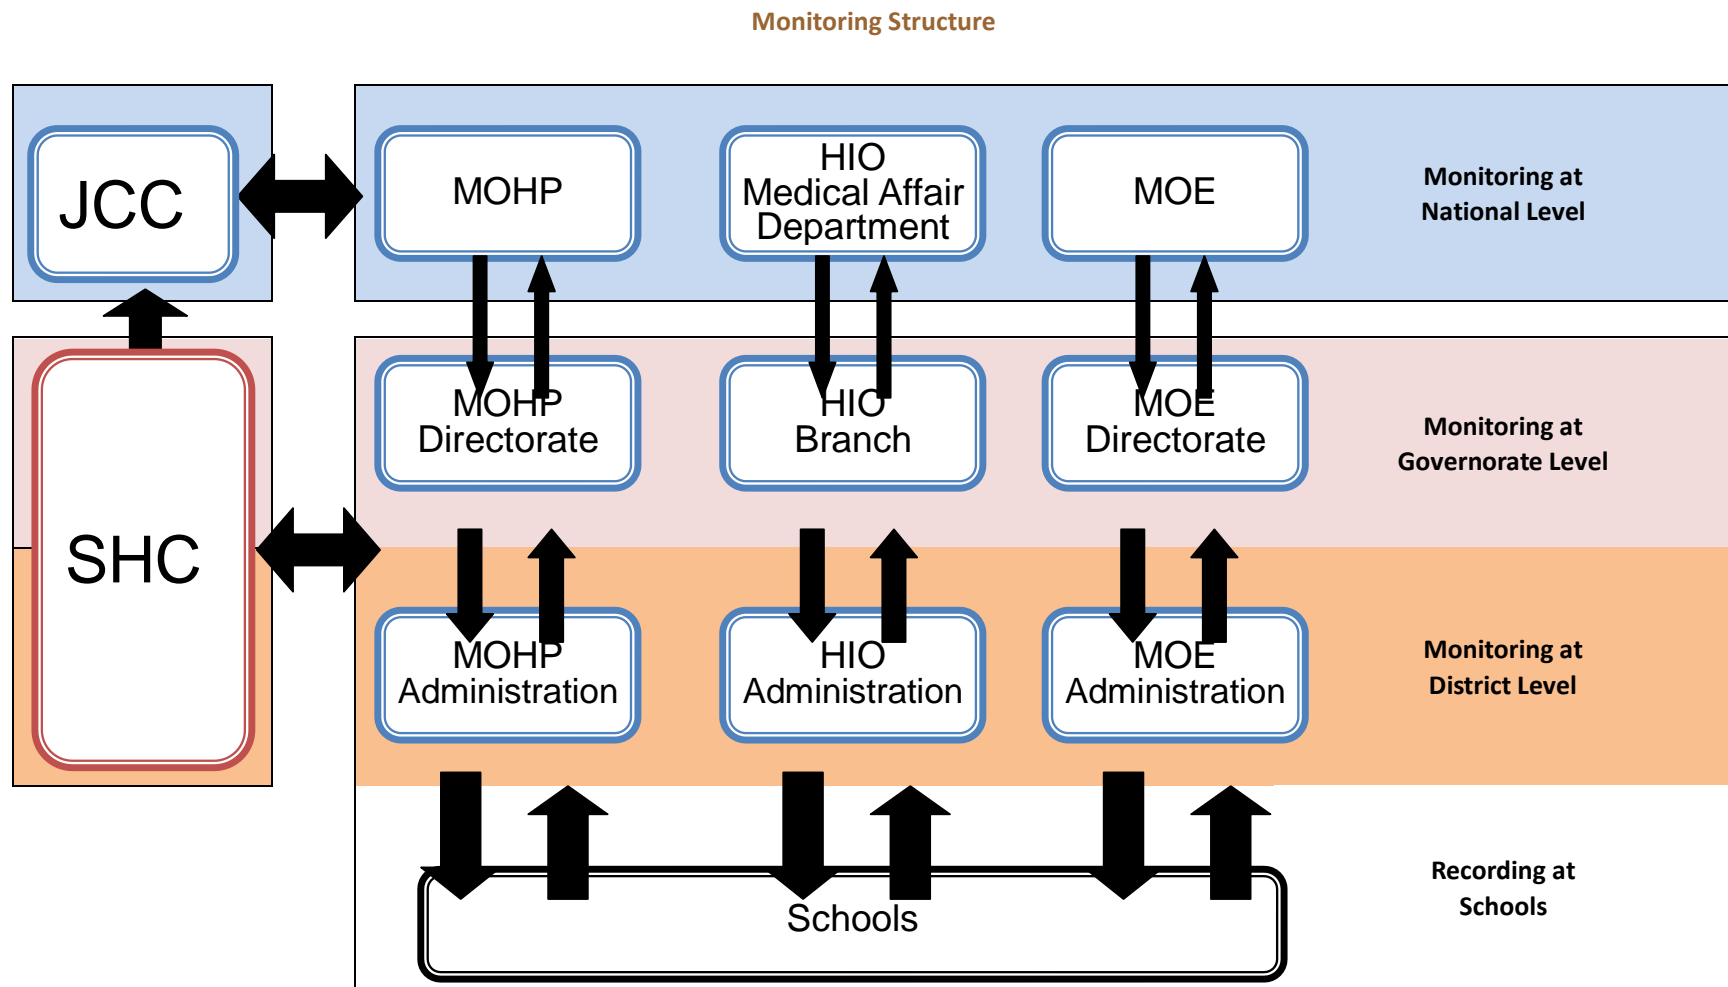 Monitoring Structure
JCC
MOHP
HIO
Medical Affair
Department
MOE
Monitoring at
National Level
SHC
MOHP
Directorate
HIO
Branch
MOE
Directorate
Monitoring at
Governorate Level
MOHP
Administration
HIO
Administration
MOE
Administration
Monitoring at
District Level
Schools
Recording at
Schools